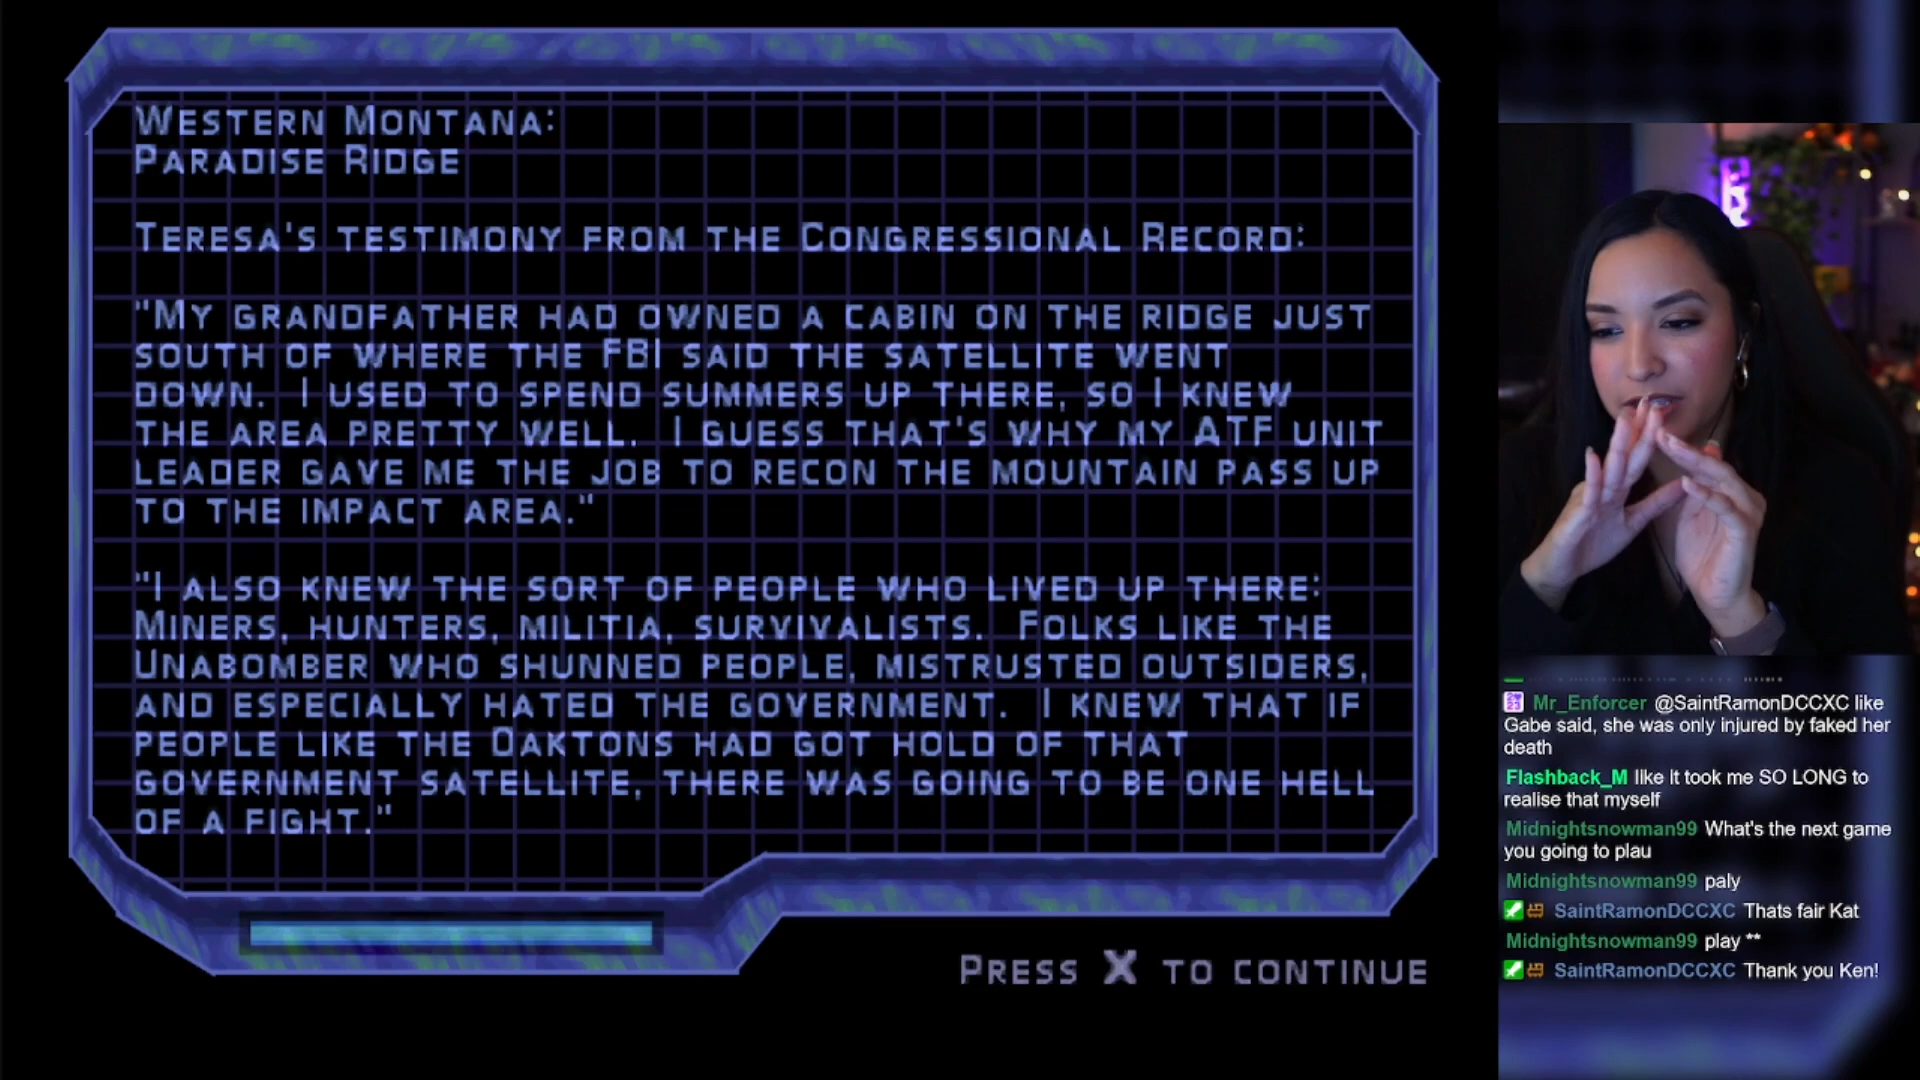 Western Montana:
Paradise Ridge
Teresa's testimony from the Congressional Record:
"My grandfather had owned a cabin on the ridge just
south of where the FBI said the satellite went
down. I used to spend summers up there, so I knew
the area pretty well. I guess that's why my ATF unit
leader gave me the job to recon the mountain pass up
to the impact area."
"I also knew the sort of people who lived up there:
Miners, hunters, militia, survivalists. Folks like the
Unabomber who shunned people, mistrusted outsiders,
and especially hated the government. I knew that if
people like the Daktons had got hold of that
government satellite, there was going to be one hell
of a fight."
Press X to continue
Mr_Enforcer @SaintRamonDCCXC like
Gabe said, she was only injured by faked her
death
Flashback_M like it took me SO LONG to
realise that myself
Midnightsnowman99 What's the next game
you going to plau
Midnightsnowman99 paly
SaintRamonDCCXC Thats fair Kat
Midnightsnowman99 play **
SaintRamonDCCXC Thank you Ken!